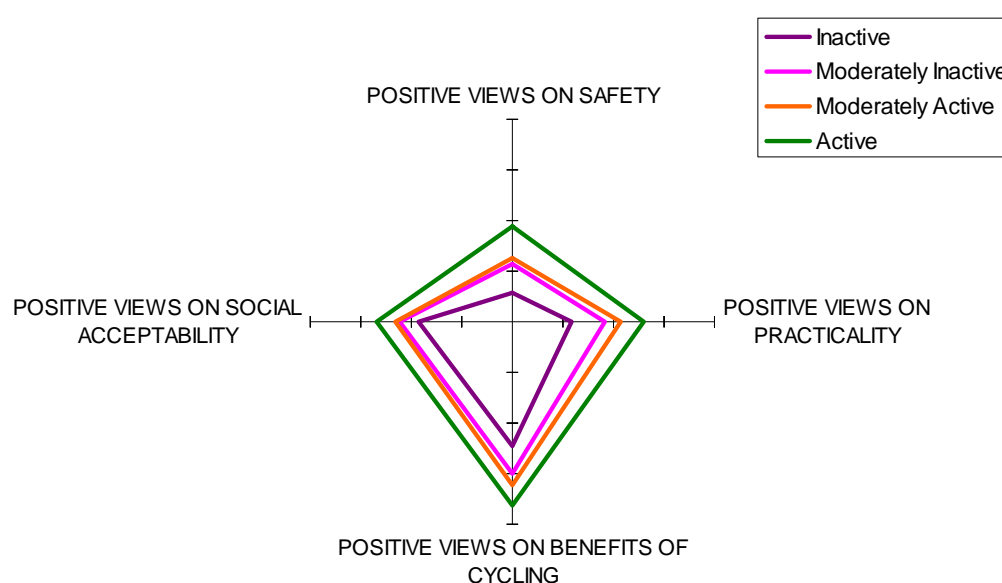 Inactive
Moderately Inactive
Moderately Active
Active
POSITIVE VIEWS ON SAFETY
POSITIVE VIEWS ON SOCIAL
ACCEPTABILITY
POSITIVE VIEWS ON
PRACTICALITY
POSITIVE VIEWS ON BENEFITS OF
CYCLING